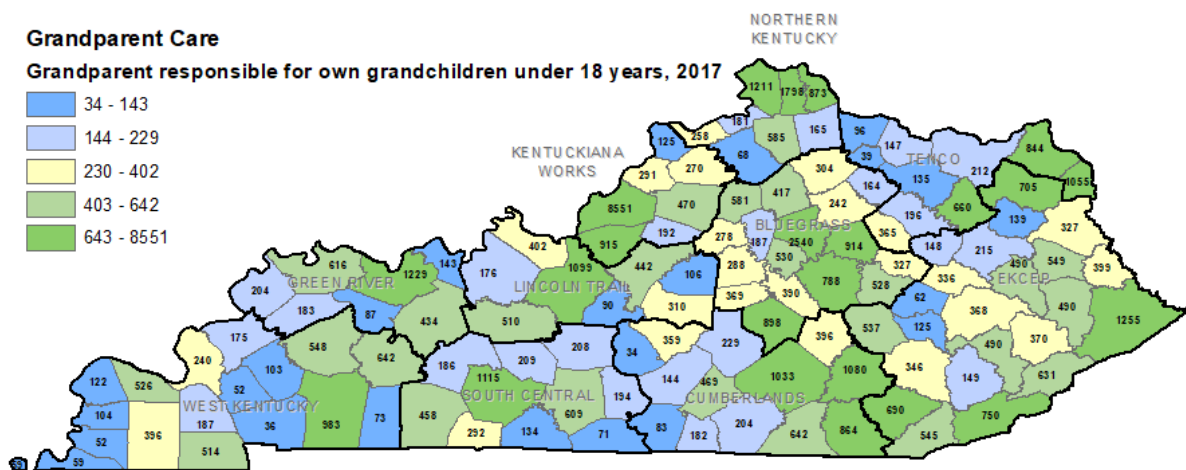 NORTHERN
KENTUCKY
Grandparent Care
Grandparent responsible for own grandchildren under 18 years, 2017
34 - 143
144 - 229
230 - 402
403 - 642
643 - 8551
1211 1798 873
181
258 585 165 96
125 147
KENTUCKIANA
WORKS
68 39 TENCO 844
291 270 304 135 212
705 1055
417 164
8551 470 581 242 196 660 139
BLUEGRASS 327
192 278 187 2540 914 365 148 215
402 915 530 490 549
616 1229 143 176 1099 442 106 288 327 336 399
GREEN RIVER LINCOLN TRAIL EKCEP
204 788 528
183 87 90 310 369 390 62 368 490 1255
434 510 898 125
175 548 396 537 490 370
642 359 229
240 208 34 346
103 186 209 1033 1080 149 631
122 526 52 1115 144 469
WEST KENTUCKY SOUTH CENTRAL 194 CUMBERLANDS
104 187 36 983 73 458 609 690 750
396 204 864
52 292 134 71 83 182 642 545
514
59 59